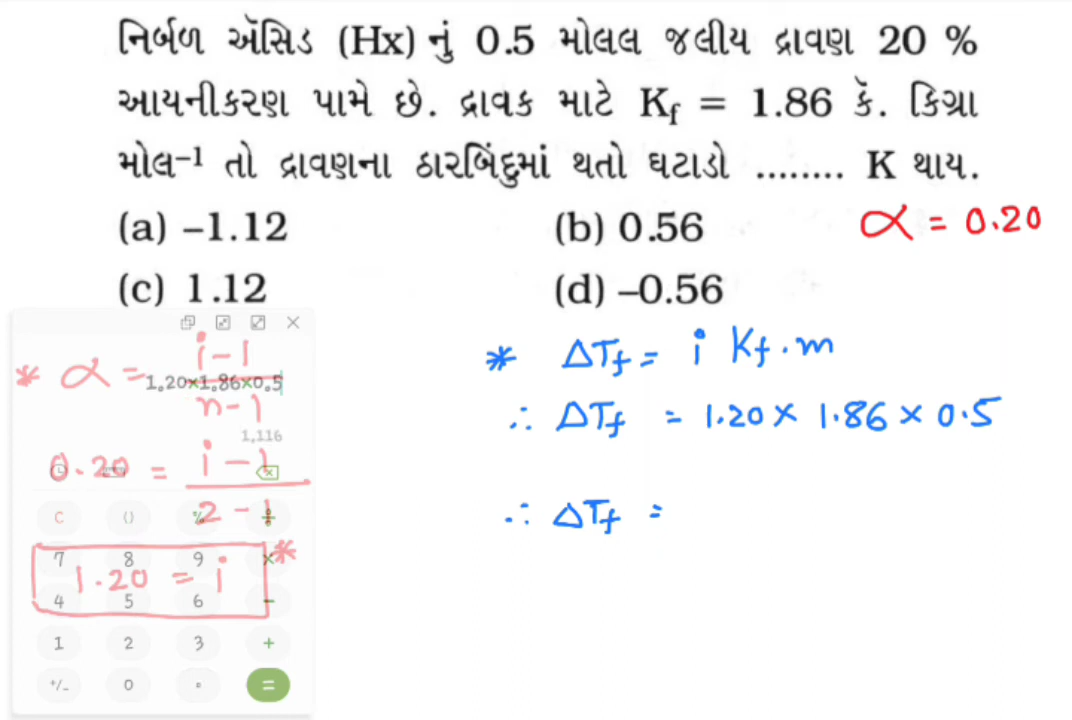 નિર્બળ ઍસિડ (Hx) નું 0.5 મોલલ જલીય દ્રાવણ 20 %
આયનીકરણ પામે છે. દ્રાવક માટે Kf = 1.86 કૅ. કિગ્રા
મોલ–1 તો દ્રાવણના ઠારબિંદુમાં થતો ઘટાડો ........ K થાય.
(a) –1.12 (b) 0.56
α = 0.20
(c) 1.12 (d) –0.56
* α = i-1
n-1
1,20×1,86×0,5
1,116
0.20 = i-1
2-1
1.20 = i *
C () % ÷
7 8 9 ×
4 5 6 −
1 2 3 +
+/− 0 =
* ΔTf = i Kf.m
∴ ΔTf = 1.20 × 1.86 × 0.5
∴ ΔTf =